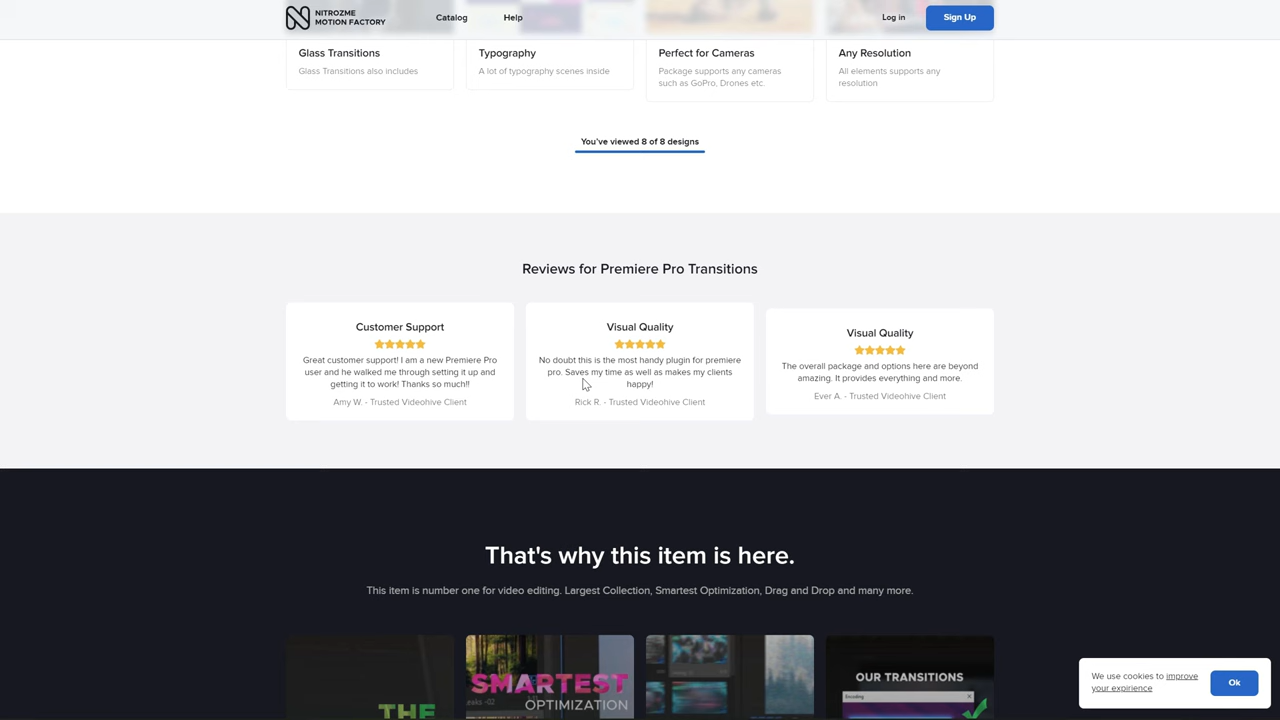 NITROZME
MOTION FACTORY
Catalog
Help
Log in
Sign Up
Glass Transitions
Glass Transitions also includes
Typography
A lot of typography scenes inside
Perfect for Cameras
Package supports any cameras
such as GoPro, Drones etc.
Any Resolution
All elements supports any
resolution
You've viewed 8 of 8 designs
Reviews for Premiere Pro Transitions
Customer Support
Great customer support! I am a new Premiere Pro
user and he walked me through setting it up and
getting it to work! Thanks so much!!
Amy W. - Trusted Videohive Client
Visual Quality
No doubt this is the most handy plugin for premiere
pro. Saves my time as well as makes my clients
happy!
Rick R. - Trusted Videohive Client
Visual Quality
The overall package and options here are beyond
amazing. It provides everything and more.
Ever A. - Trusted Videohive Client
That's why this item is here.
This item is number one for video editing. Largest Collection, Smartest Optimization, Drag and Drop and many more.
THE
SMARTEST
OPTIMIZATION
OUR TRANSITIONS
Encoding
We use cookies to improve
your expirience
Ok